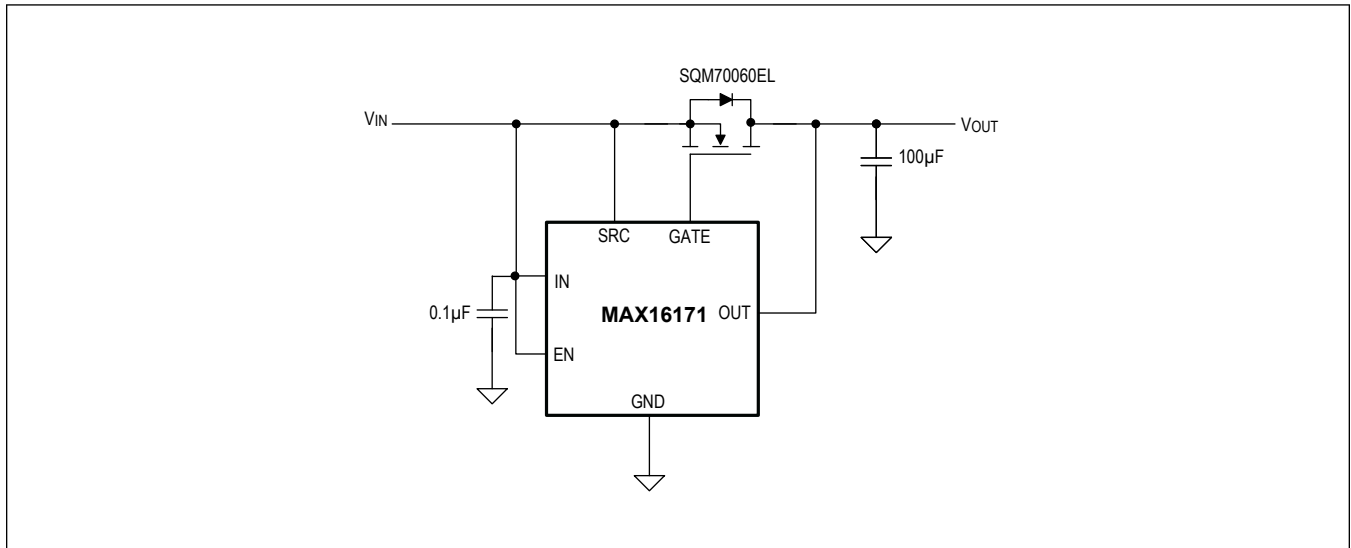 SQM70060EL
VIN
VOUT
100µF
SRC
GATE
IN
0.1µF
MAX16171
OUT
EN
GND